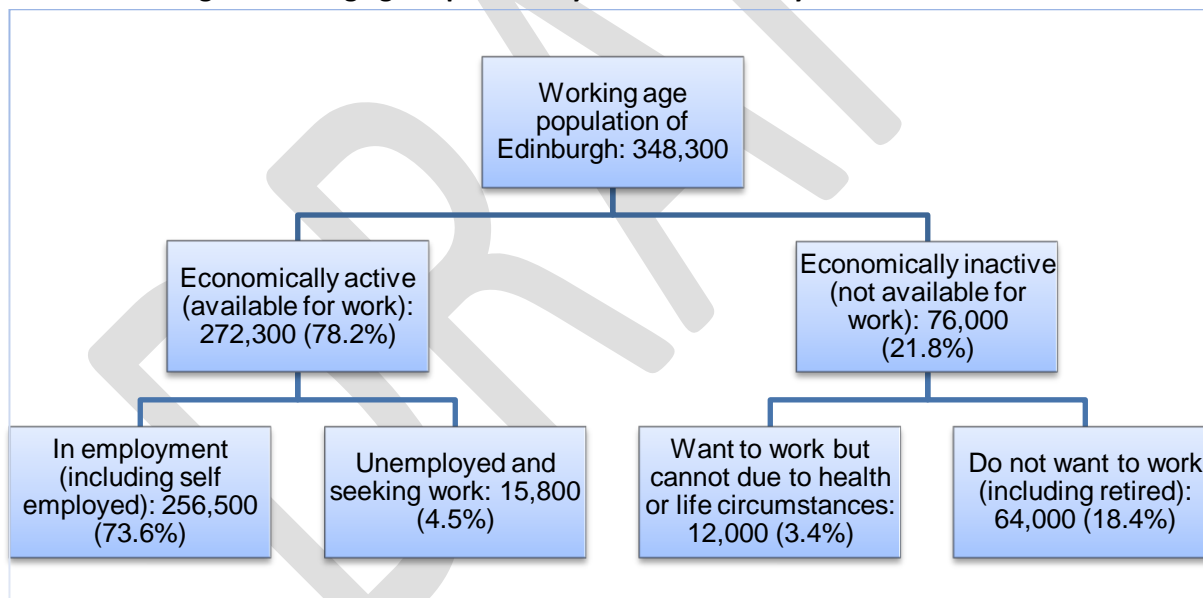 Working age
population of
Edinburgh: 348,300
Economically active
(available for work):
272,300 (78.2%)
Economically inactive
(not available for
work): 76,000
(21.8%)
In employment
(including self
employed): 256,500
(73.6%)
Unemployed and
seeking work: 15,800
(4.5%)
Want to work but
cannot due to health
or life circumstances:
12,000 (3.4%)
Do not want to work
(including retired):
64,000 (18.4%)